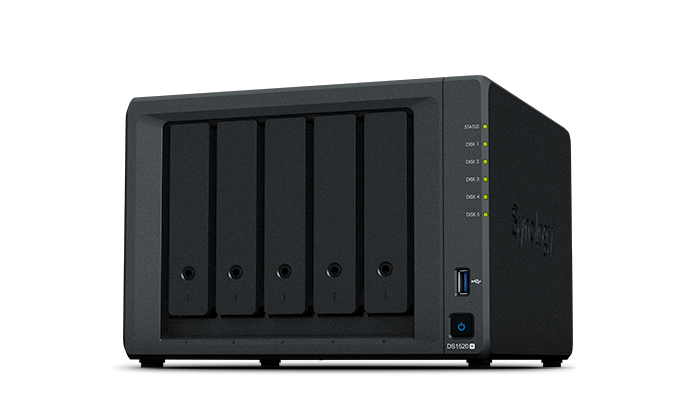 STATUS
DISK 1
DISK 2
DISK 3
DISK 4
DISK 5
Synology
DS1520+